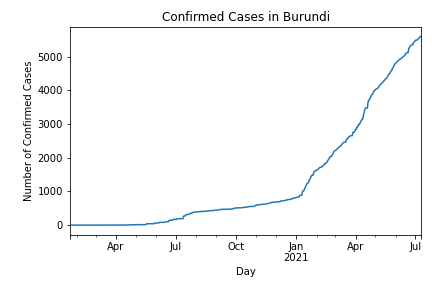 Confirmed Cases in Burundi
Number of Confirmed Cases
5000
4000
3000
2000
1000
0
Apr Jul Oct Jan Apr Jul
2021
Day